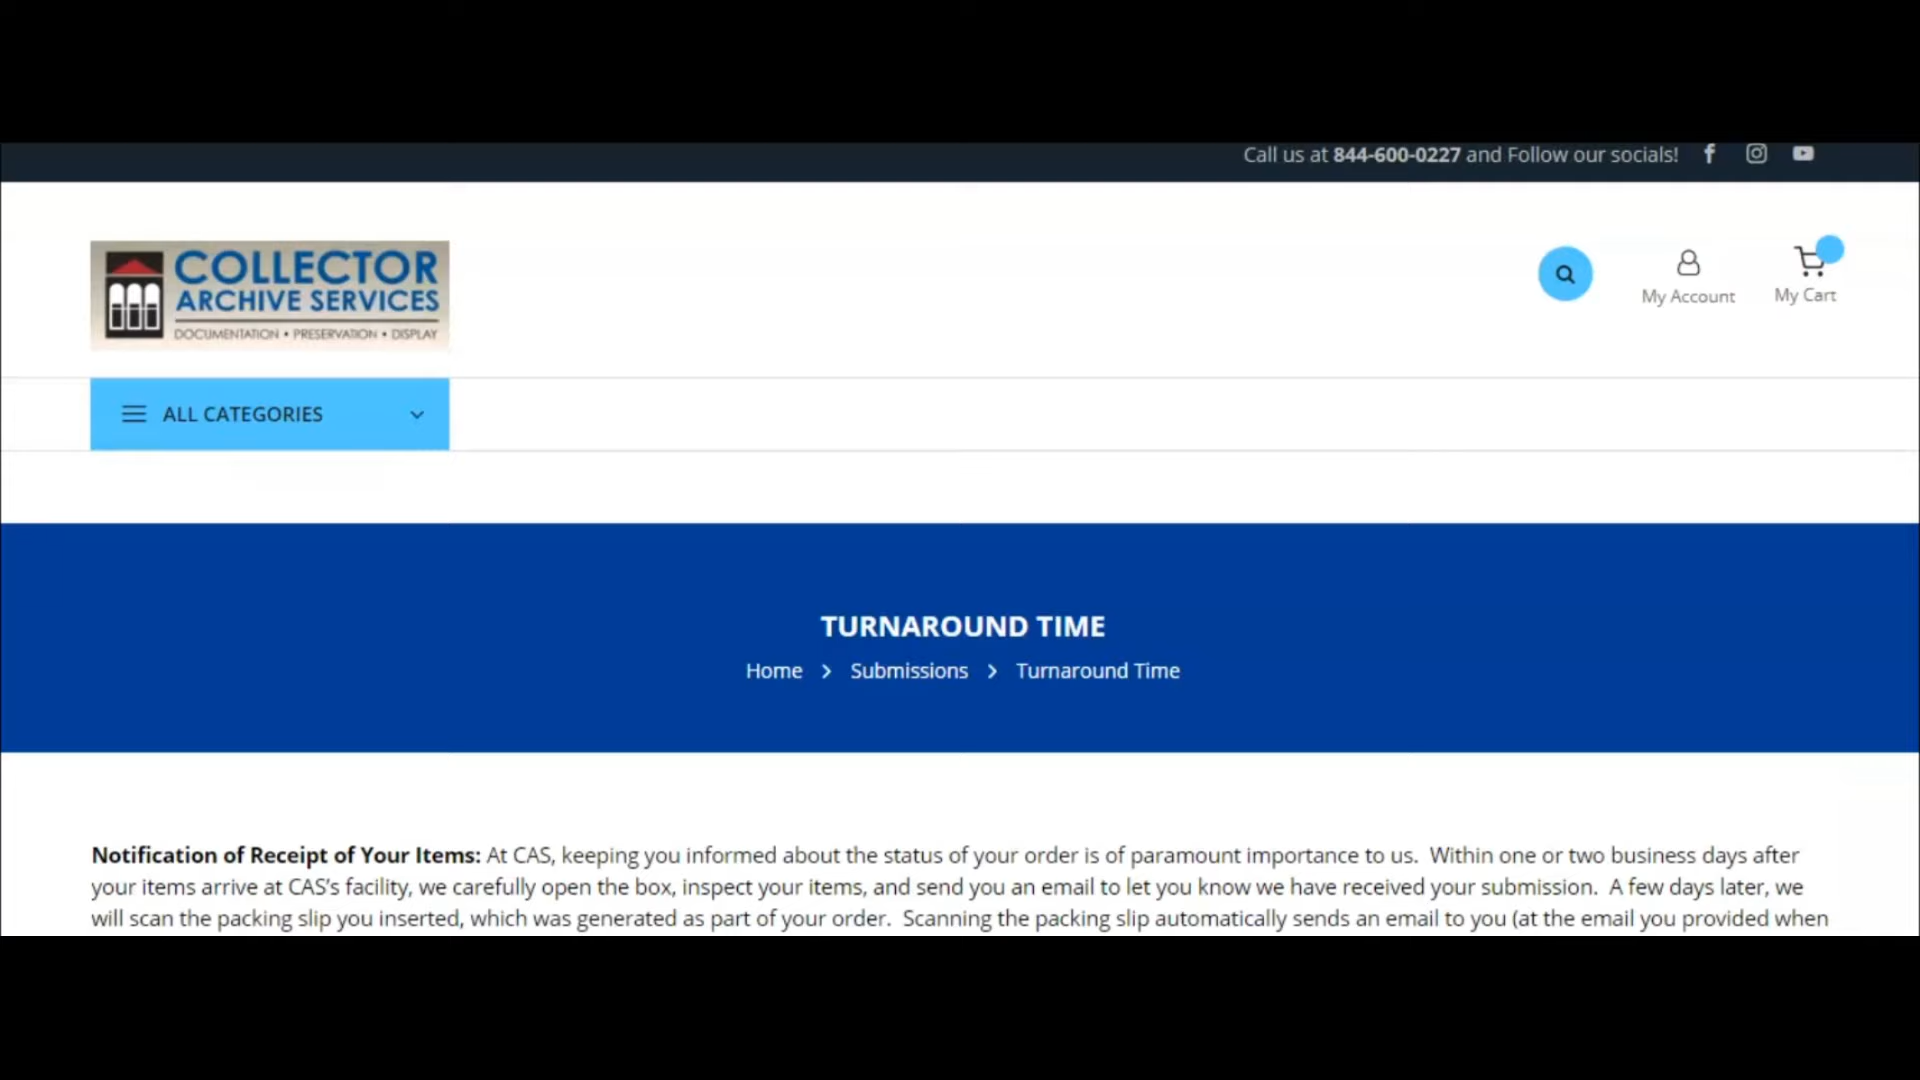 Call us at 844-600-0227 and Follow our socials!
COLLECTOR
ARCHIVE SERVICES
DOCUMENTATION • PRESERVATION • DISPLAY
My Account
My Cart
ALL CATEGORIES
TURNAROUND TIME
Home > Submissions > Turnaround Time
Notification of Receipt of Your Items: At CAS, keeping you informed about the status of your order is of paramount importance to us. Within one or two business days after
your items arrive at CAS’s facility, we carefully open the box, inspect your items, and send you an email to let you know we have received your submission. A few days later, we
will scan the packing slip you inserted, which was generated as part of your order. Scanning the packing slip automatically sends an email to you (at the email you provided when